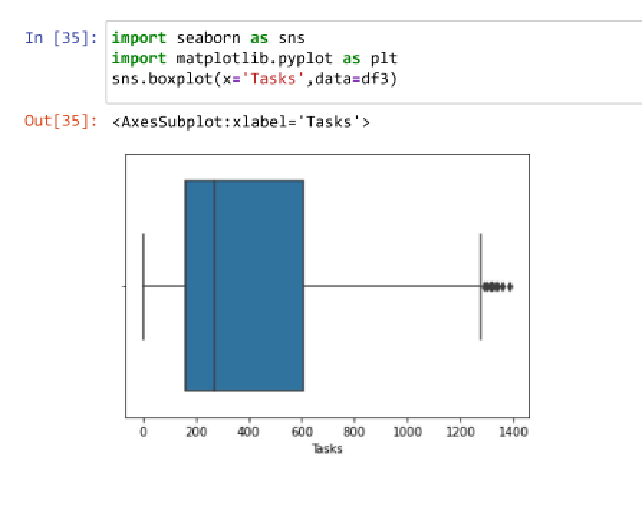 In [35]: import seaborn as sns
import matplotlib.pyplot as plt
sns.boxplot(x='Tasks',data=df3)
Out[35]: <AxesSubplot:xlabel='Tasks'>
0 200 400 600 800 1000 1200 1400
Tasks